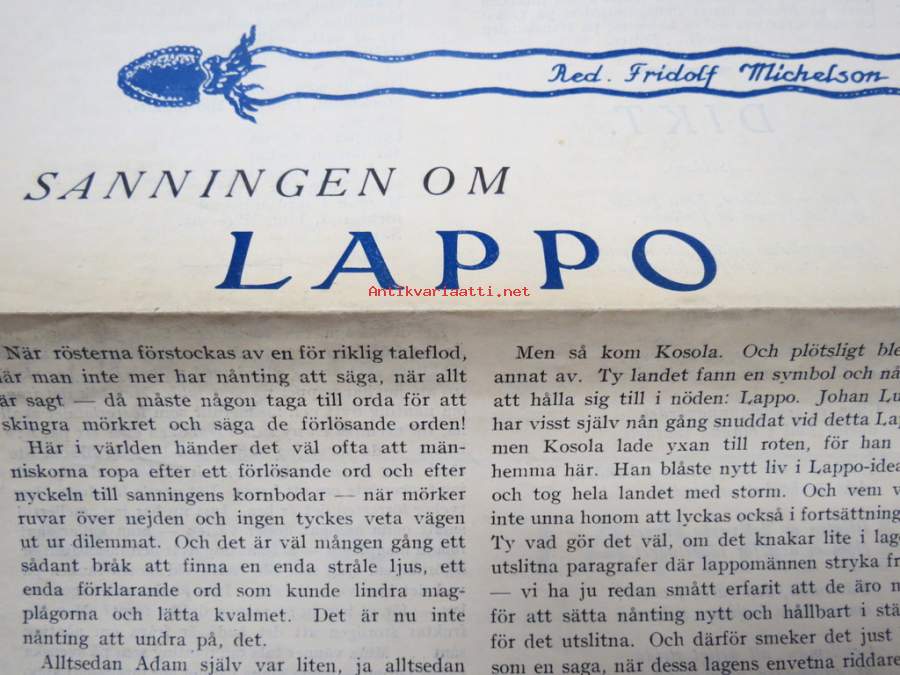 Red. Fridolf Michelson
SANNINGEN OM
LAPPO
Antikvariaatti.net
När rösterna förstockas av en för riklig taleflod,
när man inte mer har nånting att säga, när allt
är sagt — då måste någon taga till orda för att
skingra mörkret och säga de förlösande orden!
Här i världen händer det väl ofta att män-
niskorna ropa efter ett förlösande ord och efter
nyckeln till sanningens kornbodar — när mörker
ruvar över nejden och ingen tyckes veta vägen
ut ur dilemmat. Och det är väl mången gång ett
sådant bråk att finna en enda stråle ljus, ett
enda förklarande ord som kunde lindra mag-
plågorna och lätta kvalmet. Det är nu inte
nånting att undra på, det.
Alltsedan Adam själv var liten, ja alltsedan
Men så kom Kosola. Och plötsligt ble
annat av. Ty landet fann en symbol och nå
att hålla sig till i nöden: Lappo. Johan Lu
har visst själv nån gång snuddat vid detta La
men Kosola lade yxan till roten, för han
hemma här. Han blåste nytt liv i Lappo-idea
och tog hela landet med storm. Och vem v
inte unna honom att lyckas också i fortsättning
Ty vad gör det väl, om det knakar lite i lage
utslitna paragrafer där lappomännen stryka fr
— vi ha ju redan smått erfarit att de äro m
för att sätta nånting nytt och hållbart i stä
för det utslitna. Och därför smeker det just
som en saga, när dessa lagens envetna riddare